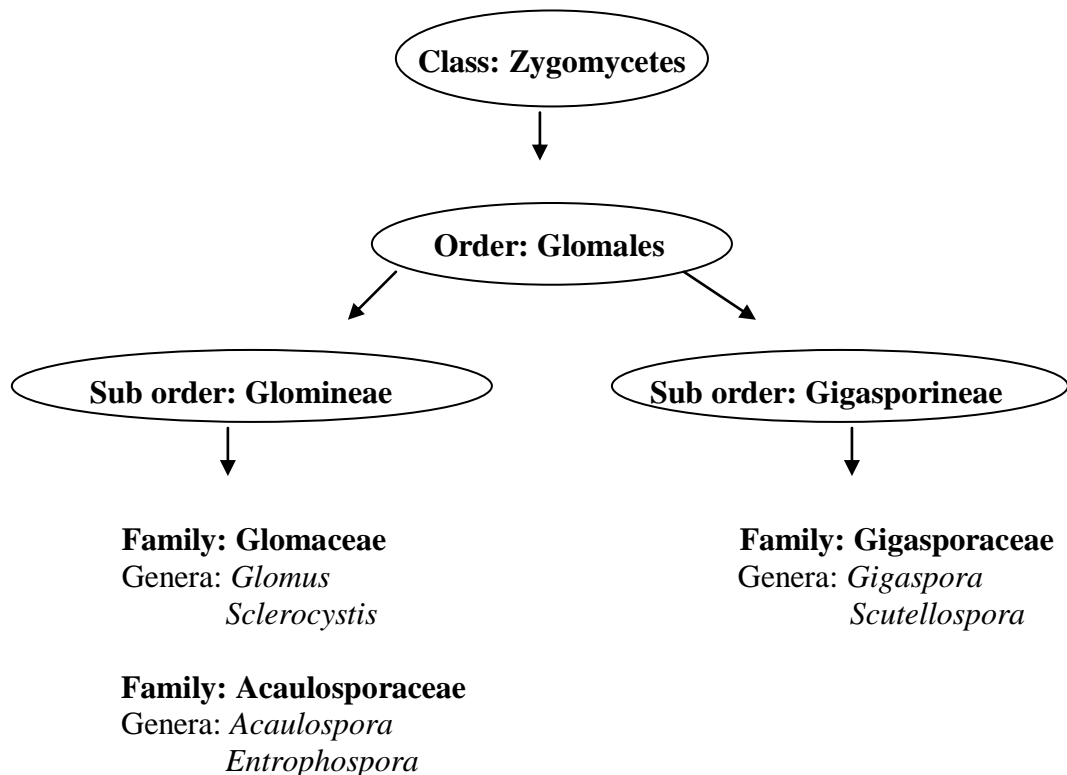 Class: Zygomycetes
Order: Glomales
Sub order: Glomineae
Sub order: Gigasporineae
Family: Glomaceae
Genera: Glomus
Sclerocystis
Family: Acaulosporaceae
Genera: Acaulospora
Entrophospora
Family: Gigasporaceae
Genera: Gigaspora
Scutellospora